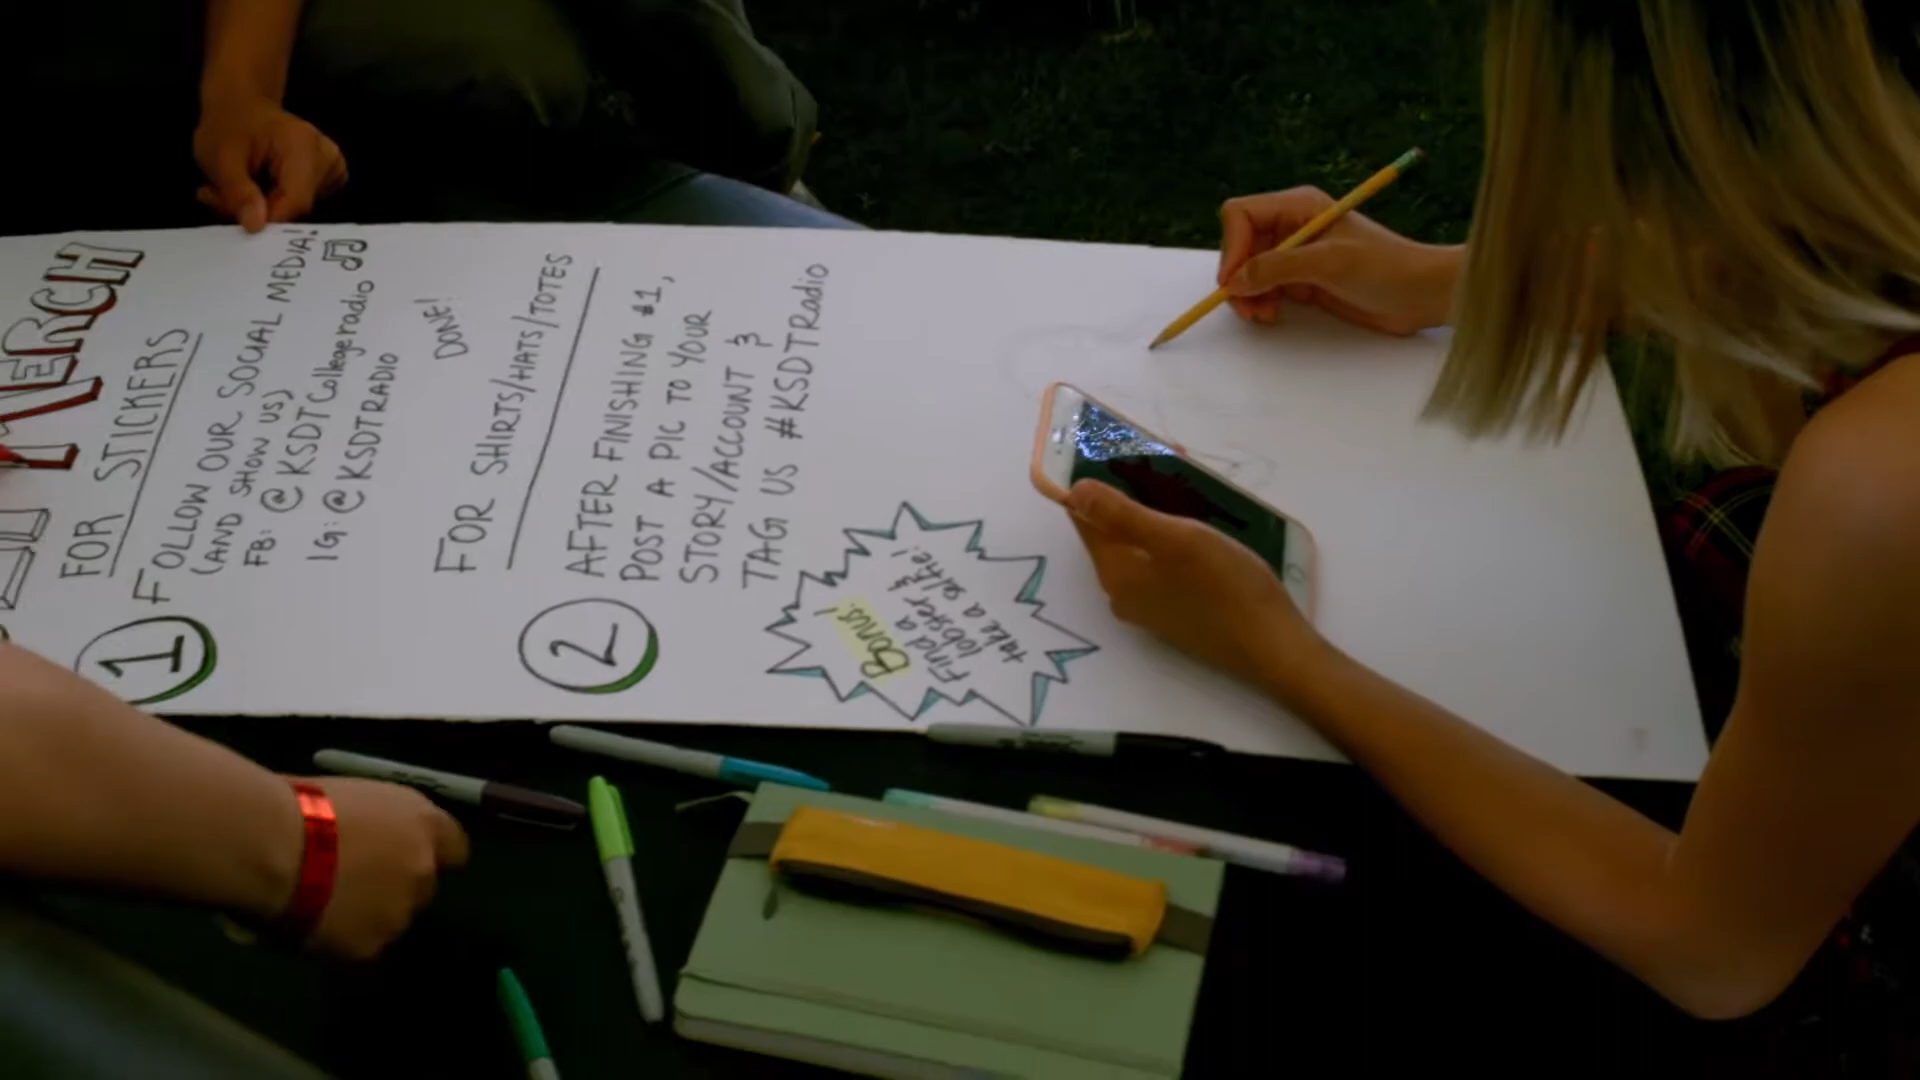 MERCH
FOR STICKERS
1
FOLLOW OUR SOCIAL MEDIA!
(AND SHOW US)
FB: @KSDTCollegeradio
IG: @KSDTRADIO
DONE!
FOR SHIRTS/HATS/TOTES
2
AFTER FINISHING #1,
POST A PIC TO YOUR
STORY/ACCOUNT &
TAG US #KSDTRadio
Bonus!
Find a
lobster &
take a selfie!